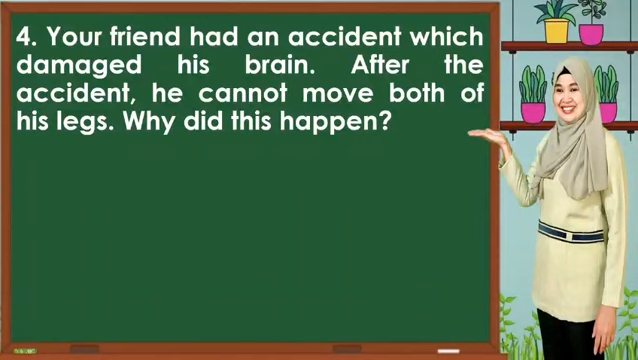 4. Your friend had an accident which
damaged his brain. After the
accident, he cannot move both of
his legs. Why did this happen?